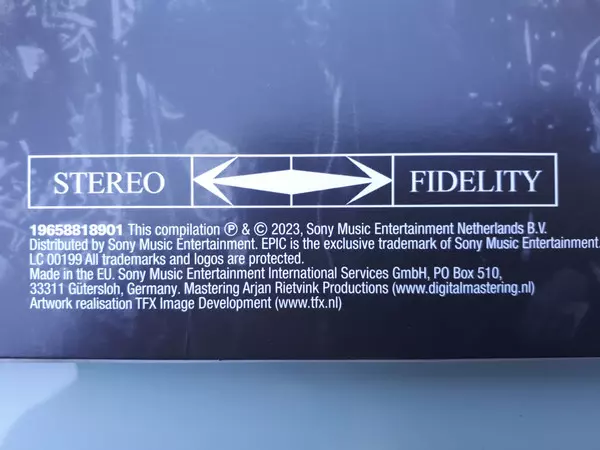 STEREO FIDELITY
19658818901 This compilation ℗ & © 2023, Sony Music Entertainment Netherlands B.V.
Distributed by Sony Music Entertainment. EPIC is the exclusive trademark of Sony Music Entertainment.
LC 00199 All trademarks and logos are protected.
Made in the EU. Sony Music Entertainment International Services GmbH, PO Box 510,
33311 Gütersloh, Germany. Mastering Arjan Rietvink Productions (www.digitalmastering.nl)
Artwork realisation TFX Image Development (www.tfx.nl)